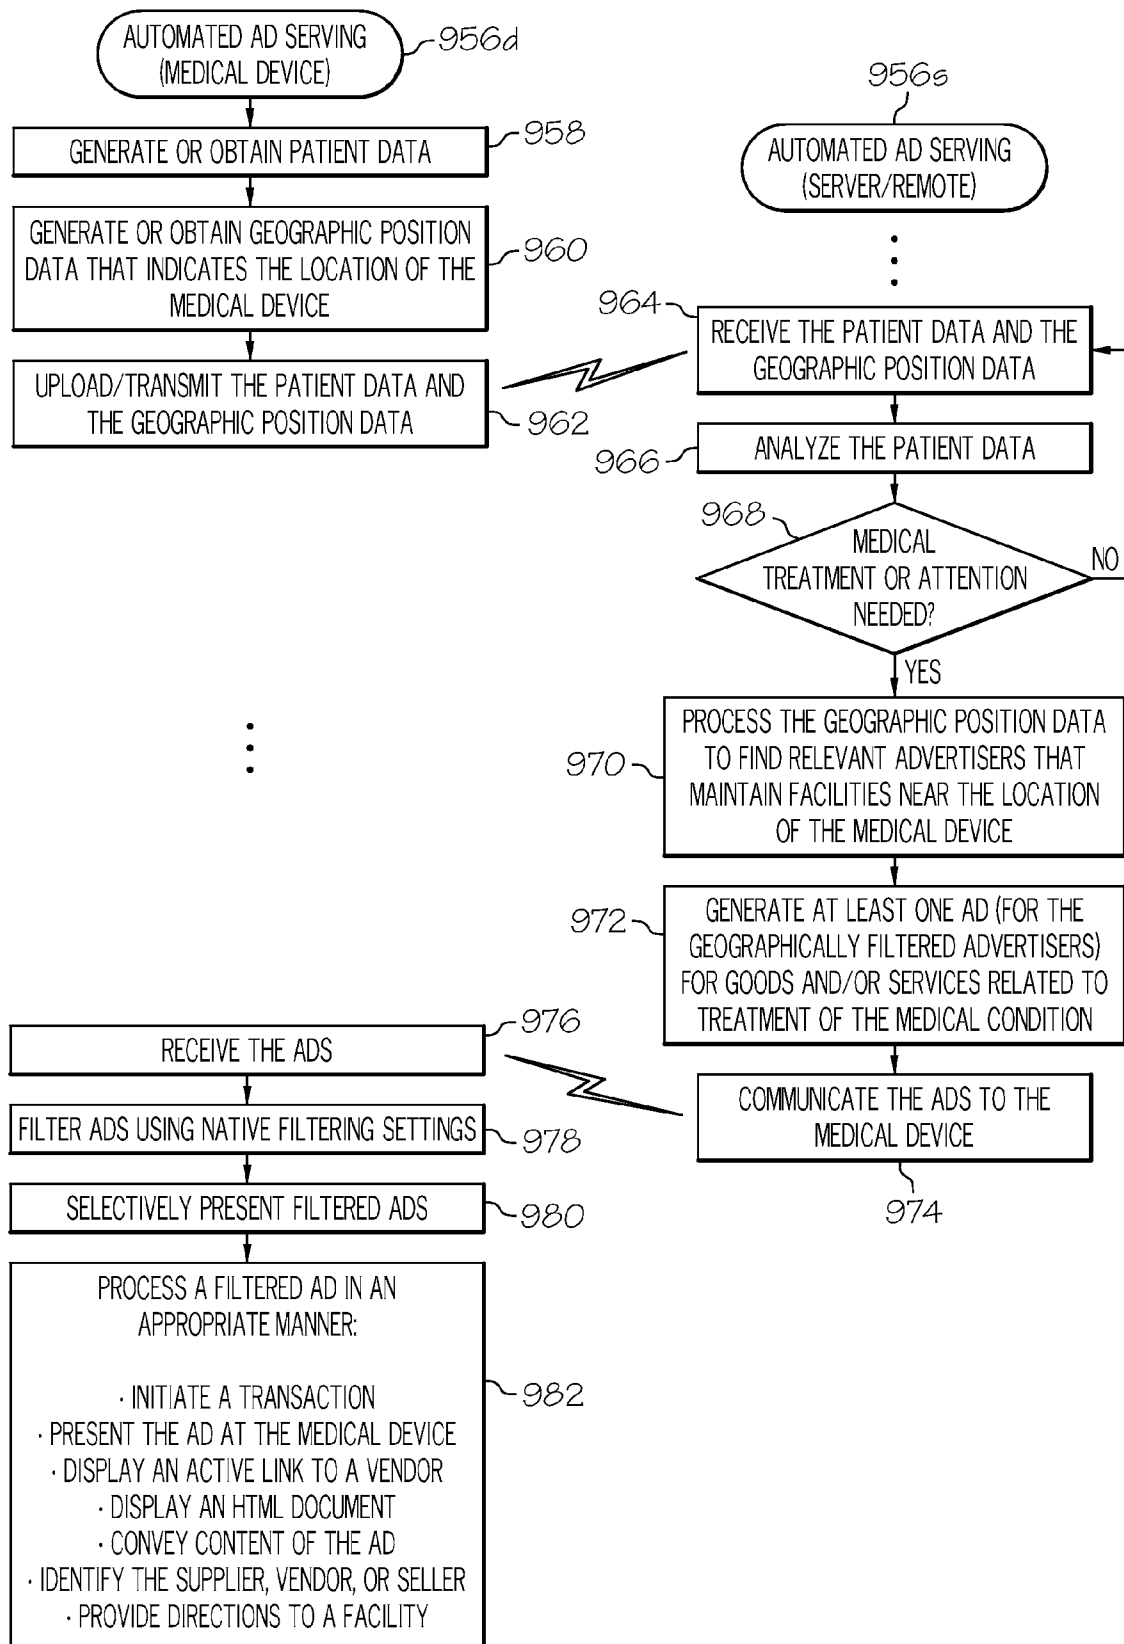 AUTOMATED AD SERVING
(MEDICAL DEVICE)
956d
GENERATE OR OBTAIN PATIENT DATA
958
GENERATE OR OBTAIN GEOGRAPHIC POSITION
DATA THAT INDICATES THE LOCATION OF THE
MEDICAL DEVICE
960
UPLOAD/TRANSMIT THE PATIENT DATA AND
THE GEOGRAPHIC POSITION DATA
962
956s
AUTOMATED AD SERVING
(SERVER/REMOTE)
964
RECEIVE THE PATIENT DATA AND THE
GEOGRAPHIC POSITION DATA
966
ANALYZE THE PATIENT DATA
968
MEDICAL
TREATMENT OR ATTENTION
NEEDED?
NO
YES
970
PROCESS THE GEOGRAPHIC POSITION DATA
TO FIND RELEVANT ADVERTISERS THAT
MAINTAIN FACILITIES NEAR THE LOCATION
OF THE MEDICAL DEVICE
972
GENERATE AT LEAST ONE AD (FOR THE
GEOGRAPHICALLY FILTERED ADVERTISERS)
FOR GOODS AND/OR SERVICES RELATED TO
TREATMENT OF THE MEDICAL CONDITION
COMMUNICATE THE ADS TO THE
MEDICAL DEVICE
974
976
RECEIVE THE ADS
FILTER ADS USING NATIVE FILTERING SETTINGS
978
SELECTIVELY PRESENT FILTERED ADS
980
PROCESS A FILTERED AD IN AN
APPROPRIATE MANNER:
· INITIATE A TRANSACTION
· PRESENT THE AD AT THE MEDICAL DEVICE
· DISPLAY AN ACTIVE LINK TO A VENDOR
· DISPLAY AN HTML DOCUMENT
· CONVEY CONTENT OF THE AD
· IDENTIFY THE SUPPLIER, VENDOR, OR SELLER
· PROVIDE DIRECTIONS TO A FACILITY
982